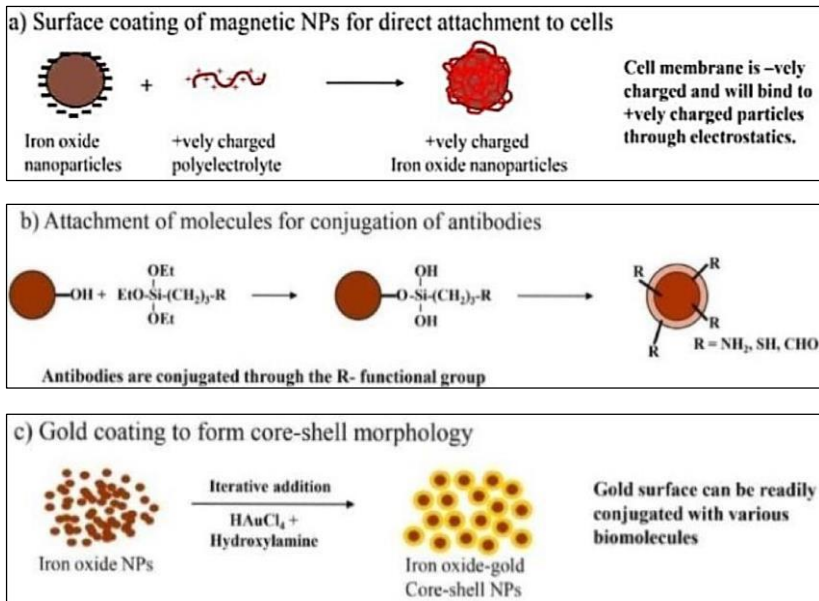 a) Surface coating of magnetic NPs for direct attachment to cells
+
Iron oxide
nanoparticles
+vely charged
polyelectrolyte
+vely charged
Iron oxide nanoparticles
Cell membrane is –vely
charged and will bind to
+vely charged particles
through electrostatics.
b) Attachment of molecules for conjugation of antibodies
OEt
OH + EtO-Si-(CH₂)₃-R
OEt
OH
O-Si-(CH₂)₃-R
OH
R
R
R
R
R = NH₂, SH, CHO
Antibodies are conjugated through the R- functional group
c) Gold coating to form core-shell morphology
Iron oxide NPs
Iterative addition
HAuCl₄ +
Hydroxylamine
Iron oxide-gold
Core-shell NPs
Gold surface can be readily
conjugated with various
biomolecules